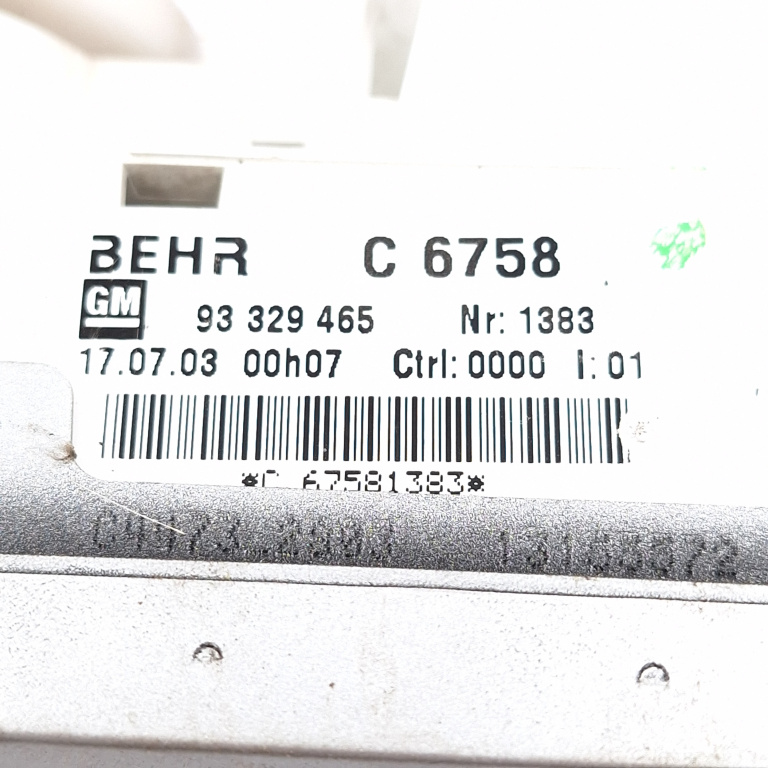 BEHR C 6758
GM 93 329 465 Nr: 1383
17.07.03 00h07 Ctrl: 0000 I: 01
*C 67581383*